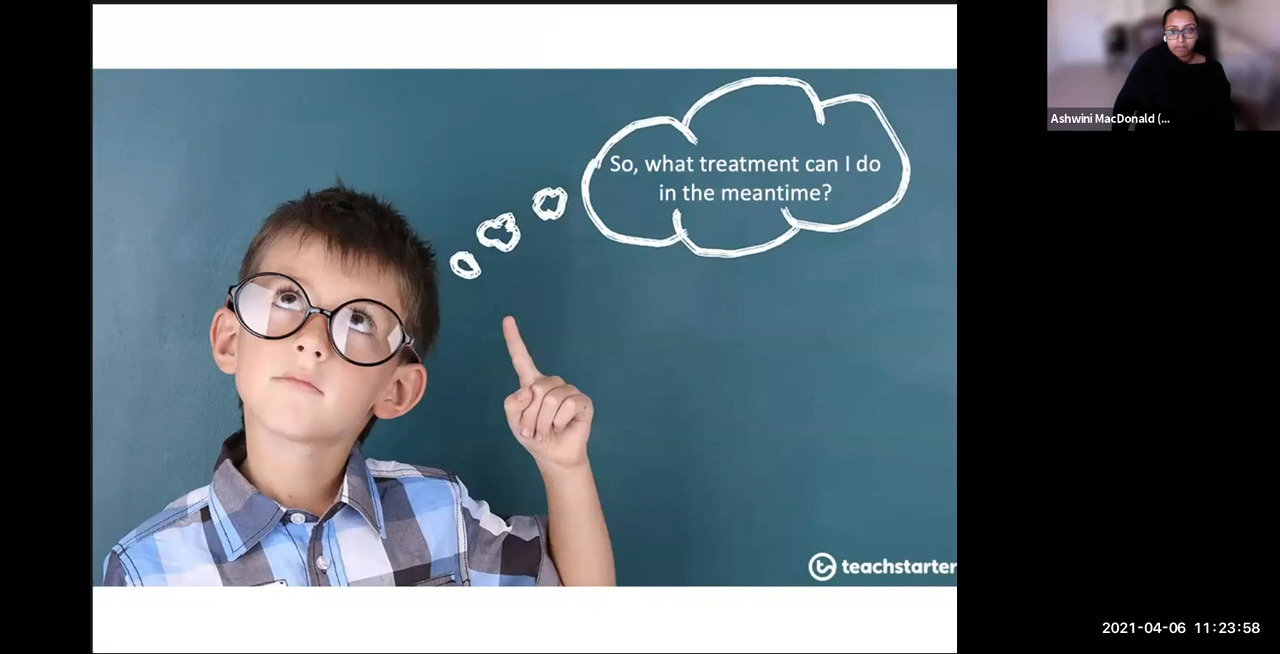 So, what treatment can I do
in the meantime?
teachstarter
Ashwini MacDonald (...
2021-04-06 11:23:58